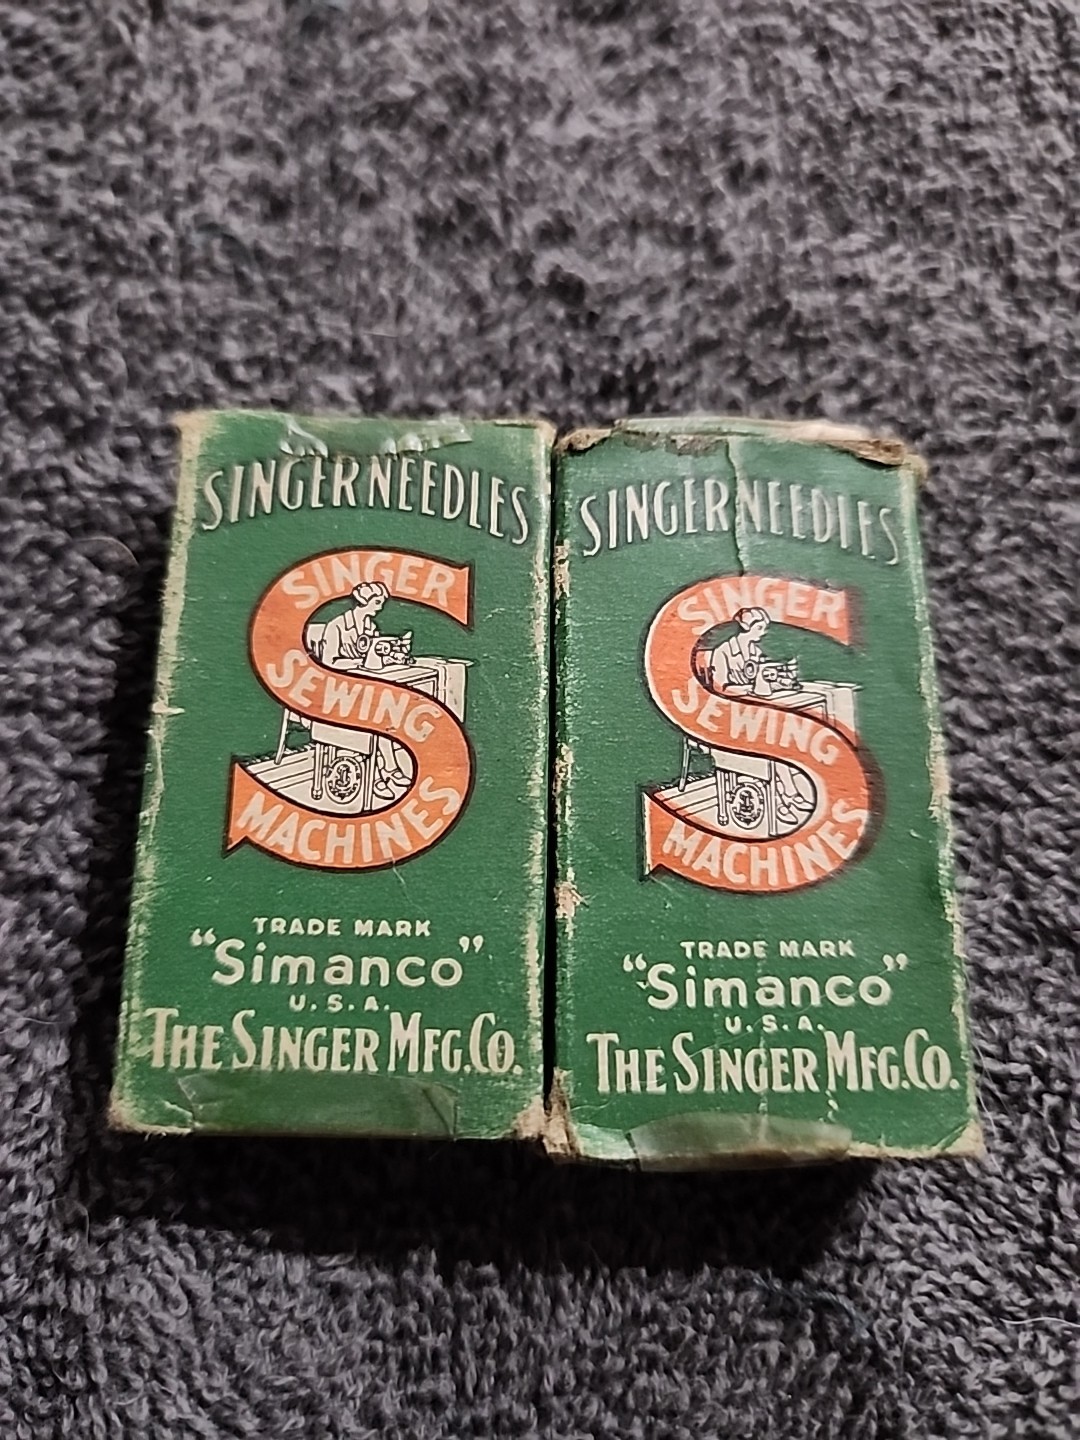 SINGER NEEDLES
SINGER
SEWING
MACHINES
TRADE MARK
"Simanco"
U.S.A.
THE SINGER MFG.CO.
SINGER NEEDLES
SINGER
SEWING
MACHINES
TRADE MARK
"Simanco"
U.S.A.
THE SINGER MFG.CO.